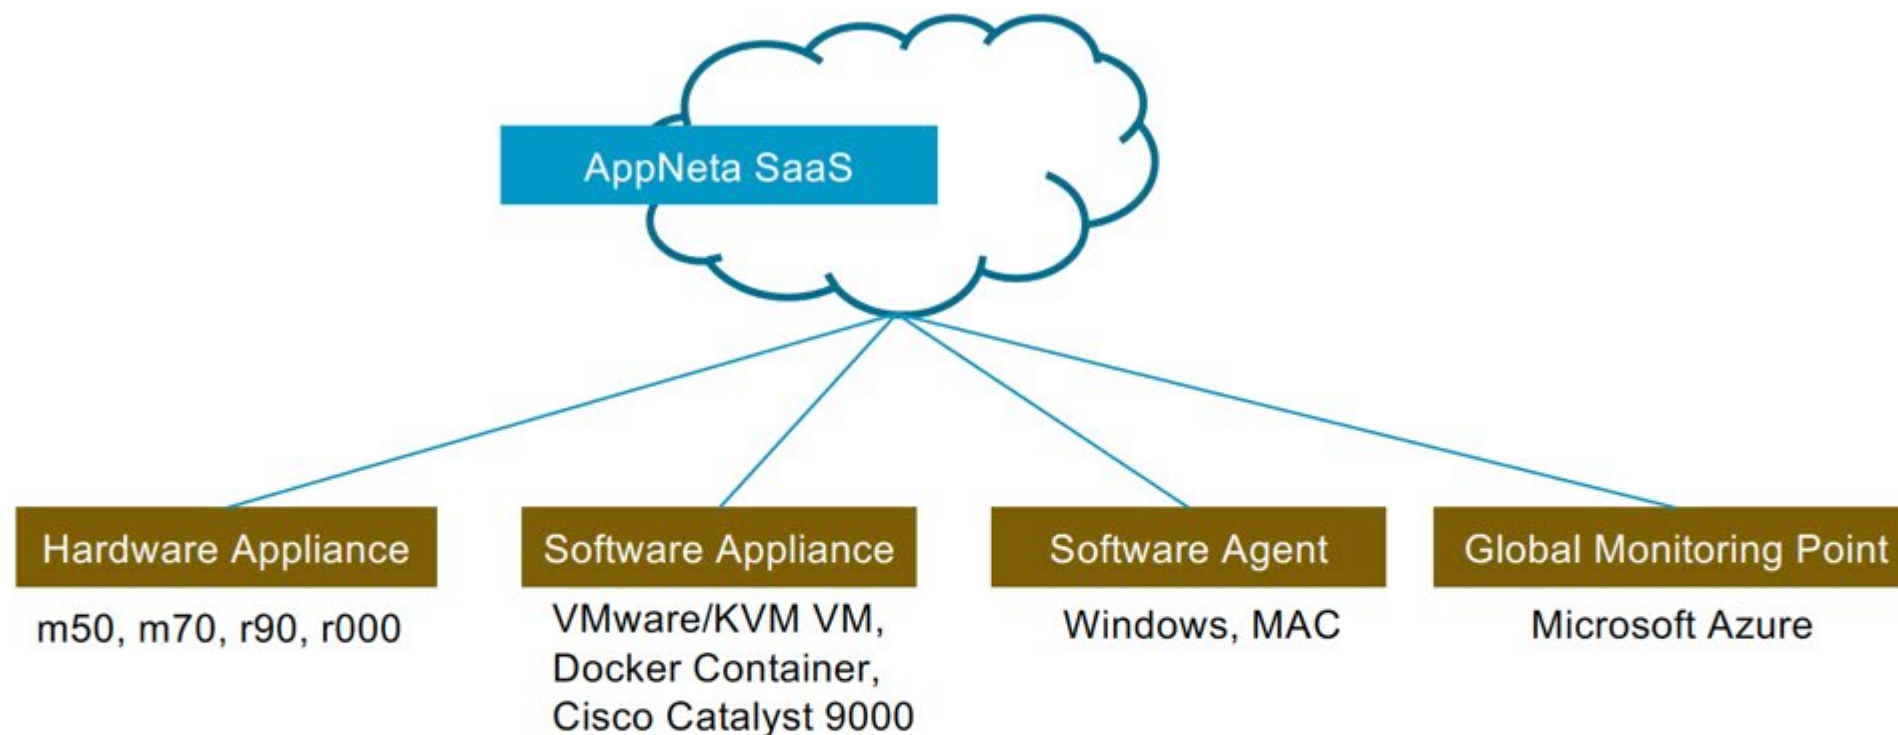 AppNeta SaaS
Hardware Appliance
m50, m70, r90, r000
Software Appliance
VMware/KVM VM,
Docker Container,
Cisco Catalyst 9000
Software Agent
Windows, MAC
Global Monitoring Point
Microsoft Azure